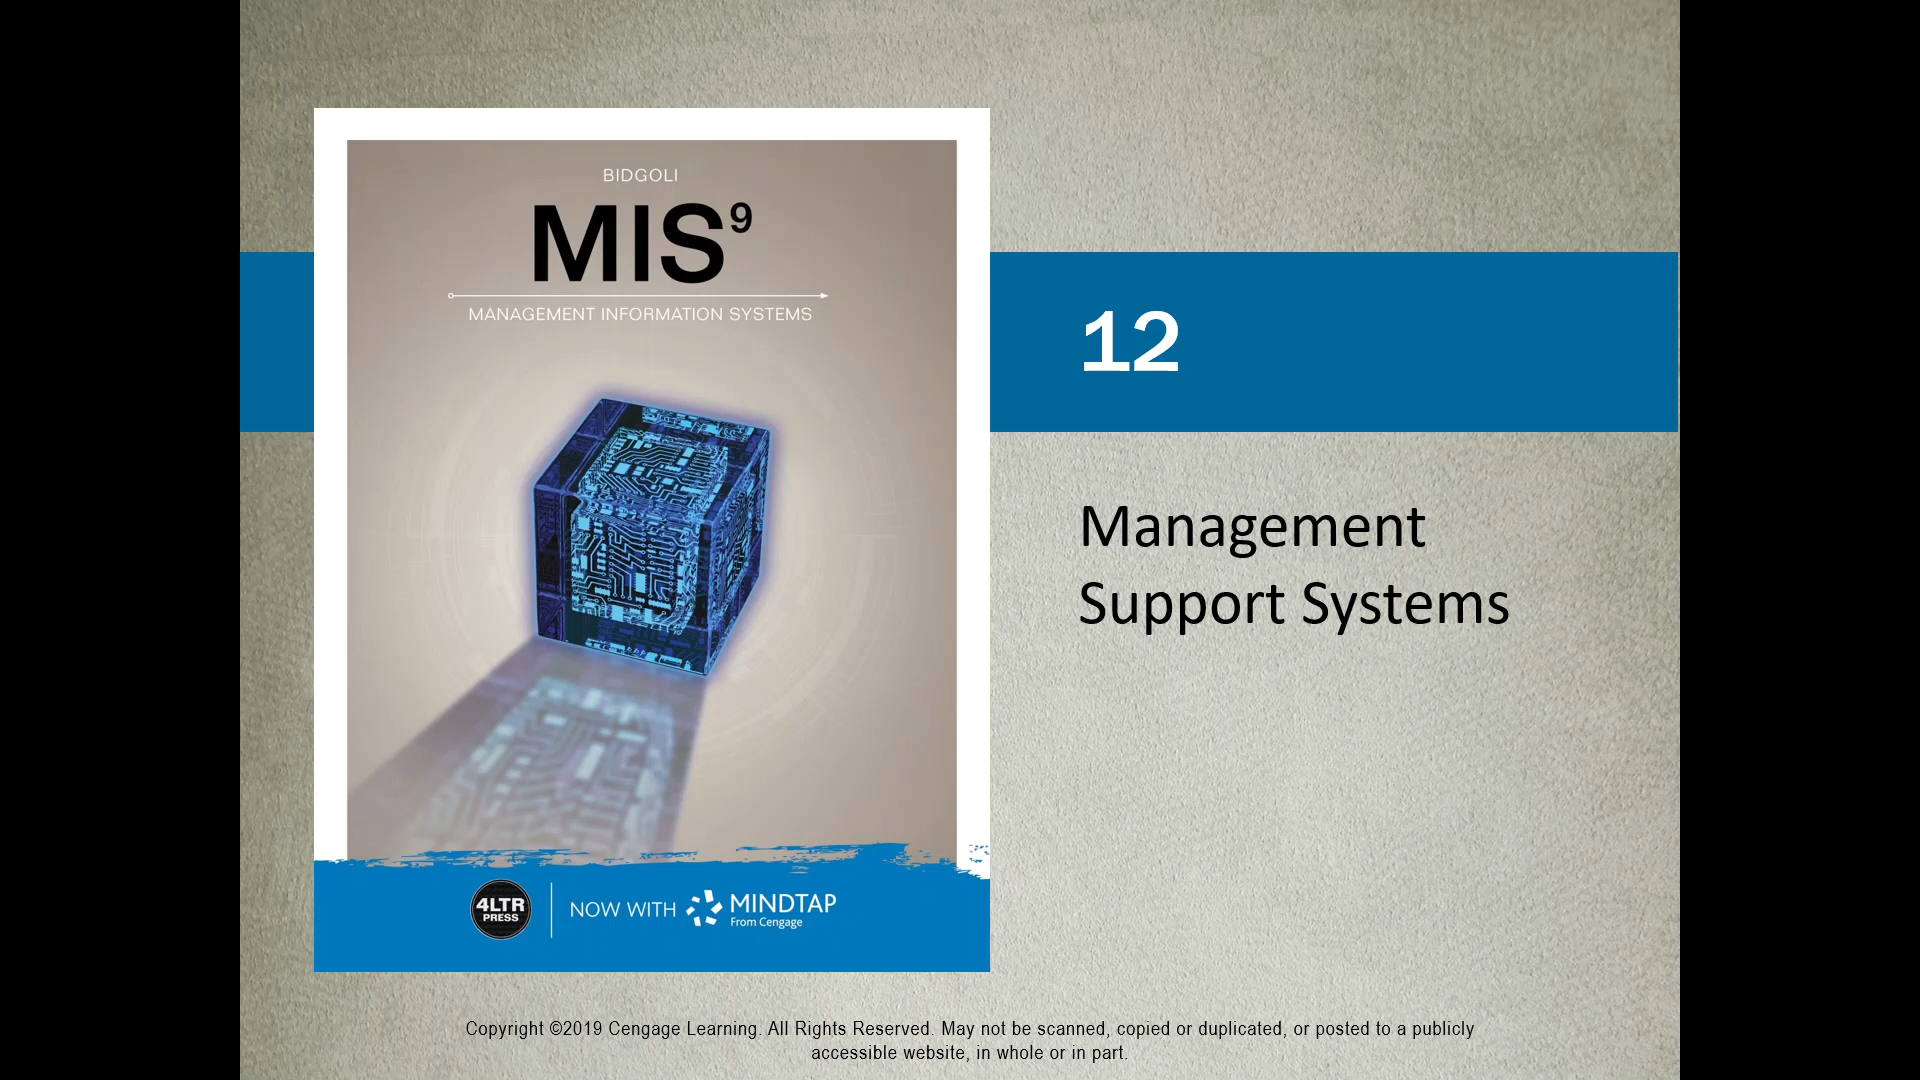 BIDGOLI
MIS9
MANAGEMENT INFORMATION SYSTEMS
4LTR
PRESS
NOW WITH MINDTAP
From Cengage
12
Management
Support Systems
Copyright ©2019 Cengage Learning. All Rights Reserved. May not be scanned, copied or duplicated, or posted to a publicly
accessible website, in whole or in part.